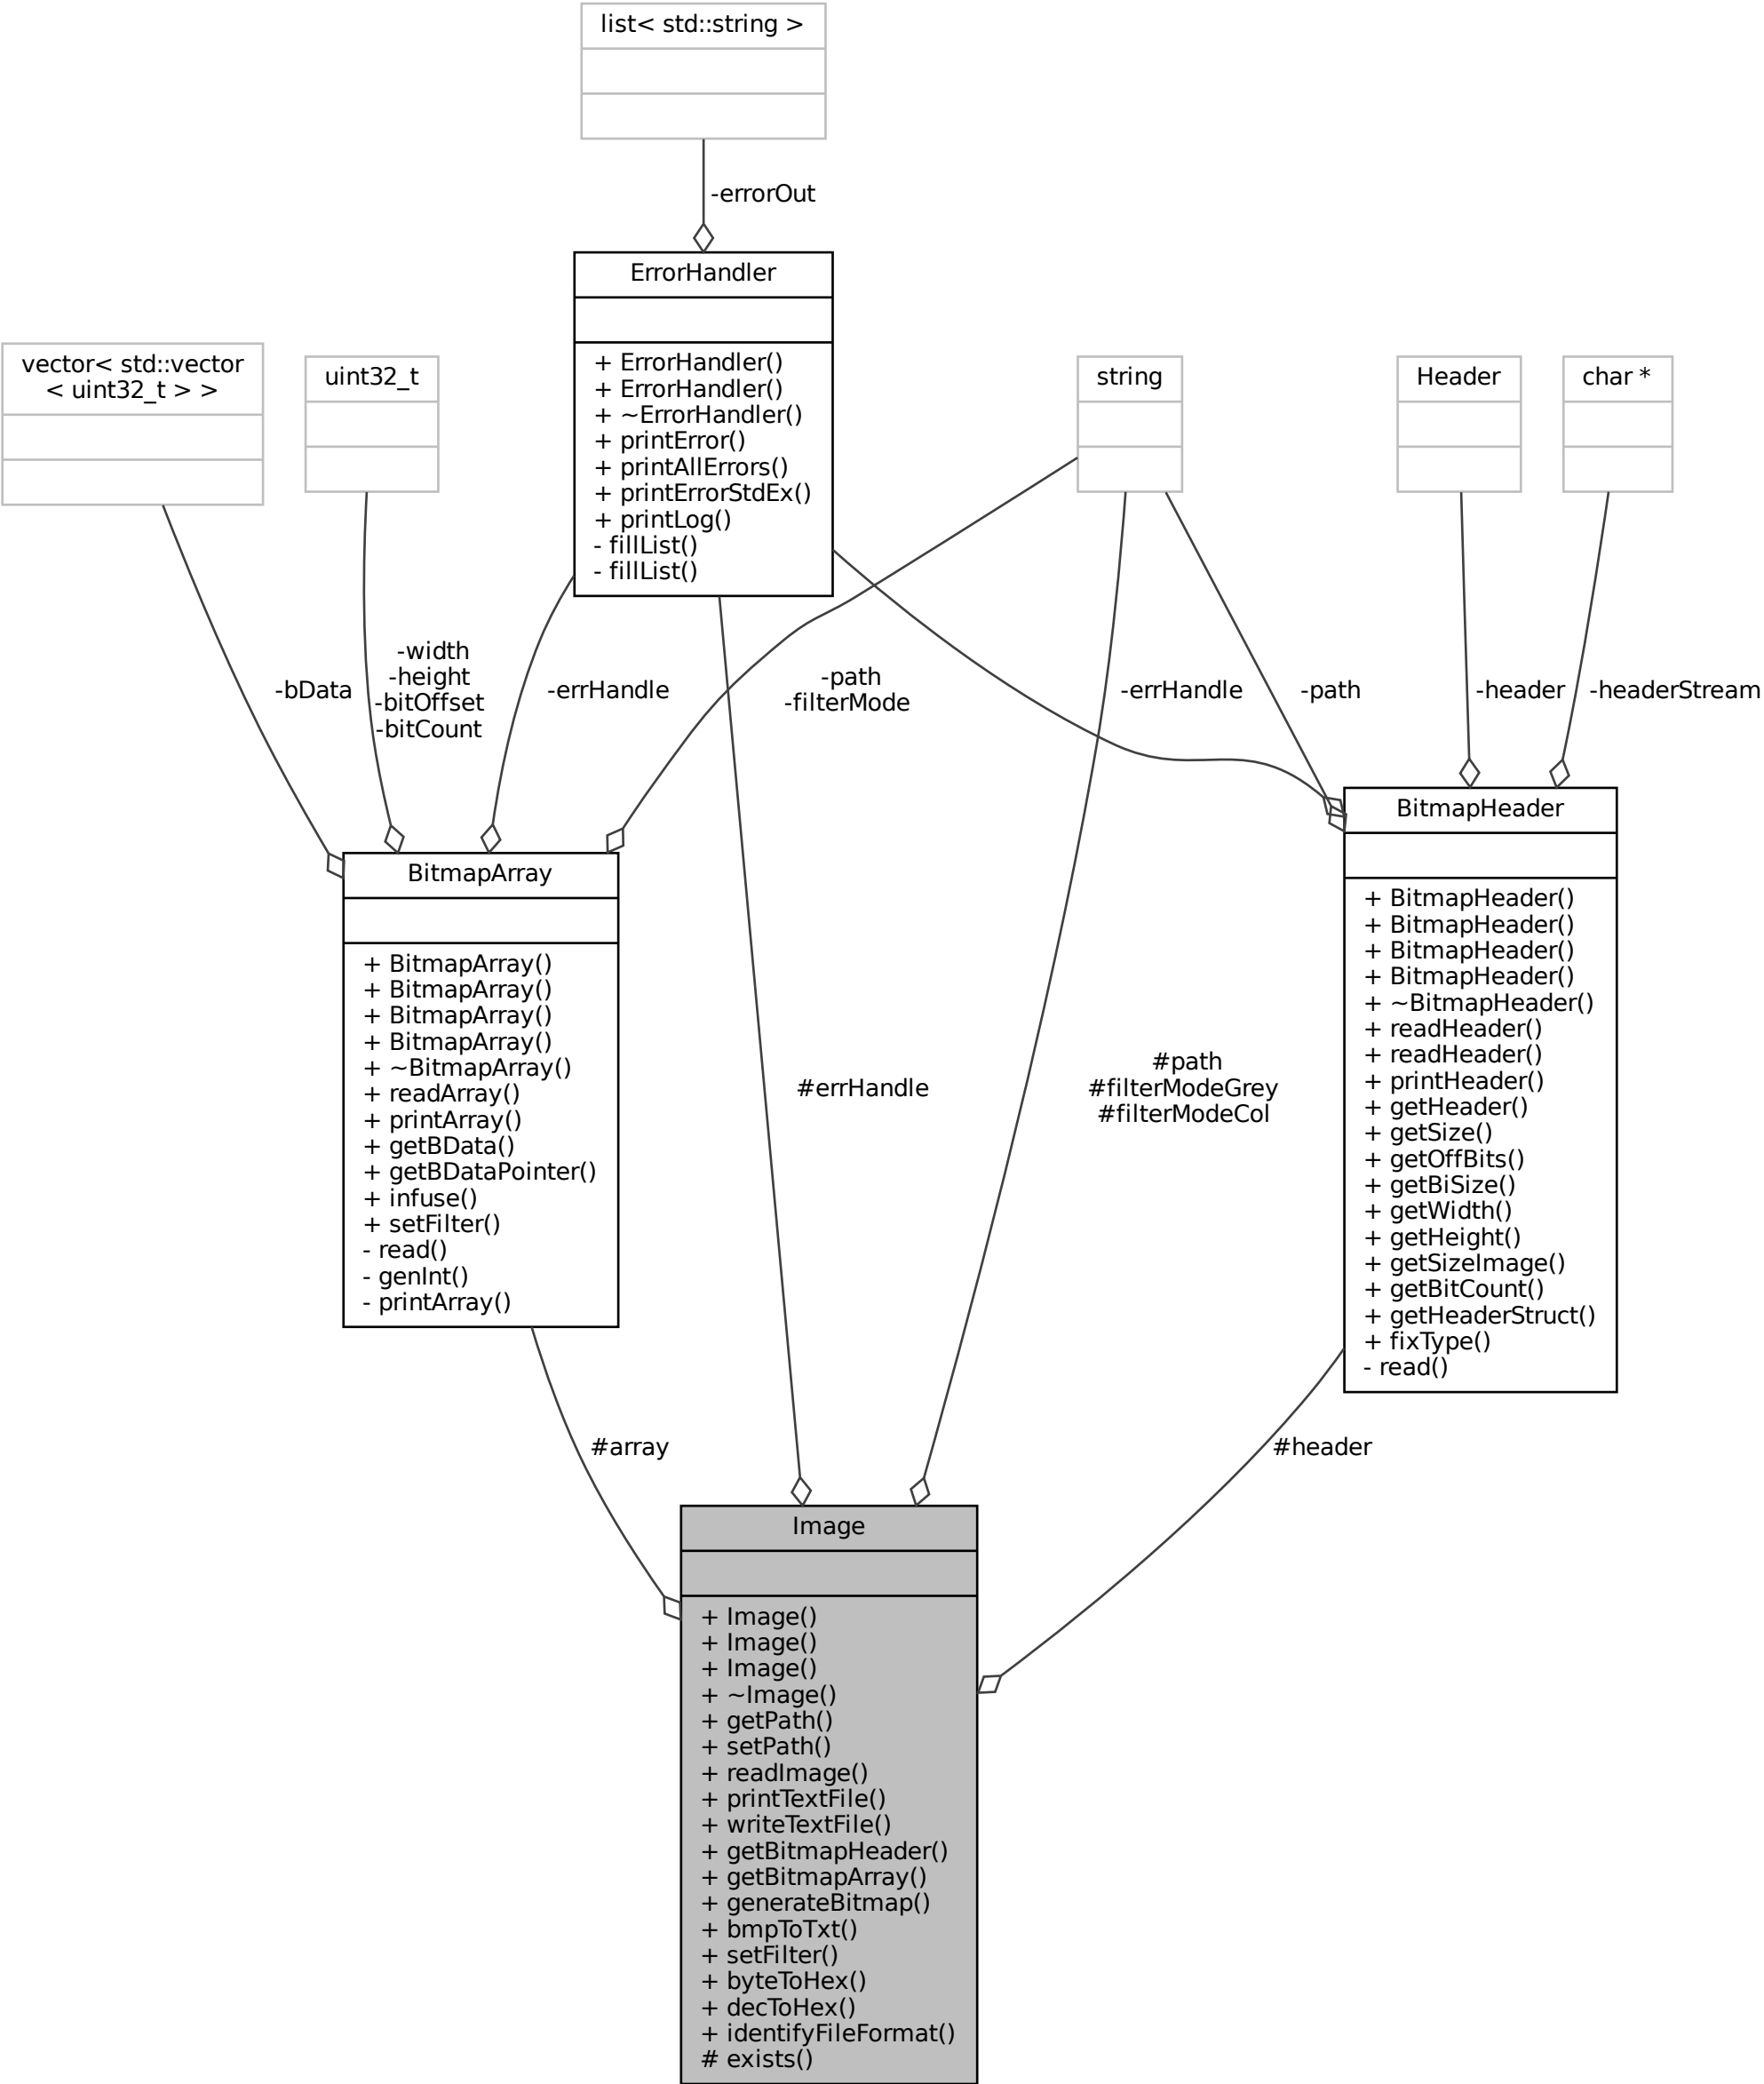 list< std::string >
-errorOut
ErrorHandler
+ ErrorHandler()
+ ErrorHandler()
+ ~ErrorHandler()
+ printError()
+ printAllErrors()
+ printErrorStdEx()
+ printLog()
- fillList()
- fillList()
vector< std::vector
< uint32_t > >
uint32_t
string
Header
char *
-bData
-width
-height
-bitOffset
-bitCount
-errHandle
-path
-filterMode
-errHandle
-path
-header
-headerStream
BitmapArray
+ BitmapArray()
+ BitmapArray()
+ BitmapArray()
+ BitmapArray()
+ ~BitmapArray()
+ readArray()
+ printArray()
+ getBData()
+ getBDataPointer()
+ infuse()
+ setFilter()
- read()
- genInt()
- printArray()
BitmapHeader
+ BitmapHeader()
+ BitmapHeader()
+ BitmapHeader()
+ BitmapHeader()
+ ~BitmapHeader()
+ readHeader()
+ readHeader()
+ printHeader()
+ getHeader()
+ getSize()
+ getOffBits()
+ getBiSize()
+ getWidth()
+ getHeight()
+ getSizeImage()
+ getBitCount()
+ getHeaderStruct()
+ fixType()
- read()
#errHandle
#path
#filterModeGrey
#filterModeCol
#array
#header
Image
+ Image()
+ Image()
+ Image()
+ ~Image()
+ getPath()
+ setPath()
+ readImage()
+ printTextFile()
+ writeTextFile()
+ getBitmapHeader()
+ getBitmapArray()
+ generateBitmap()
+ bmpToTxt()
+ setFilter()
+ byteToHex()
+ decToHex()
+ identifyFileFormat()
# exists()